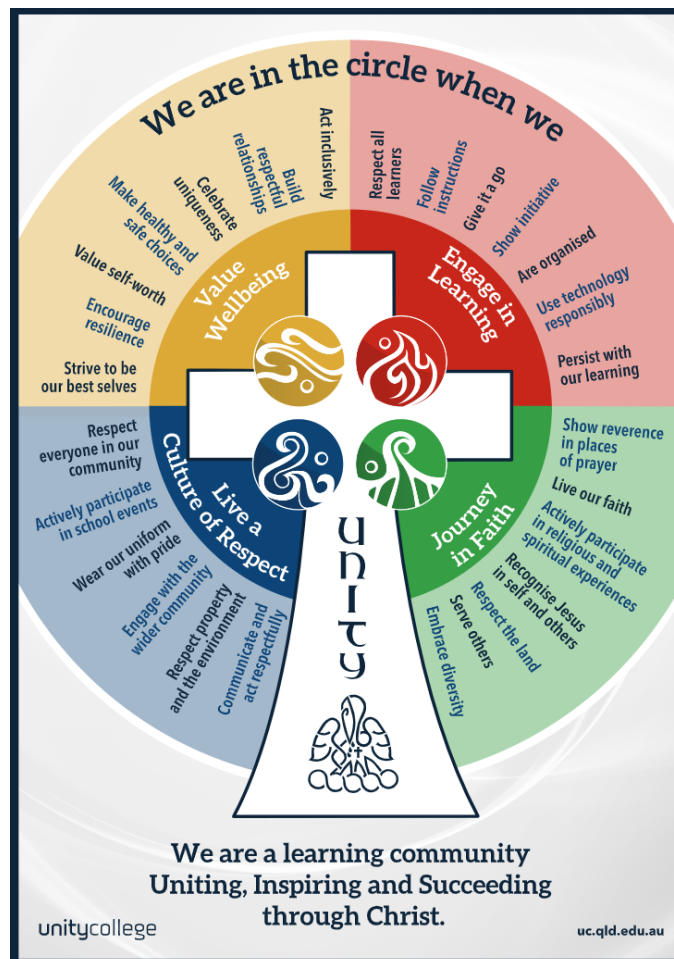 We are in the circle when we
Value
Wellbeing
Strive to be
our best selves
Encourage
resilience
Value self-worth
Make healthy and
safe choices
Celebrate
uniqueness
Build
respectful
relationships
Act inclusively
Engage in
Learning
Respect all
learners
Follow
instructions
Give it a go
Show initiative
Are organised
Use technology
responsibly
Persist with
our learning
Live a
Culture of Respect
Respect
everyone in our
community
Actively participate
in school events
Wear our uniform
with pride
Engage with the
wider community
Respect property
and the environment
Communicate and
act respectfully
Journey
in Faith
Show reverence
in places
of prayer
Live our faith
Actively participate
in religious and
spiritual experiences
Recognise Jesus
in self and others
Respect the land
Serve others
Embrace diversity
UNITY
We are a learning community
Uniting, Inspiring and Succeeding
through Christ.
unitycollege
uc.qld.edu.au